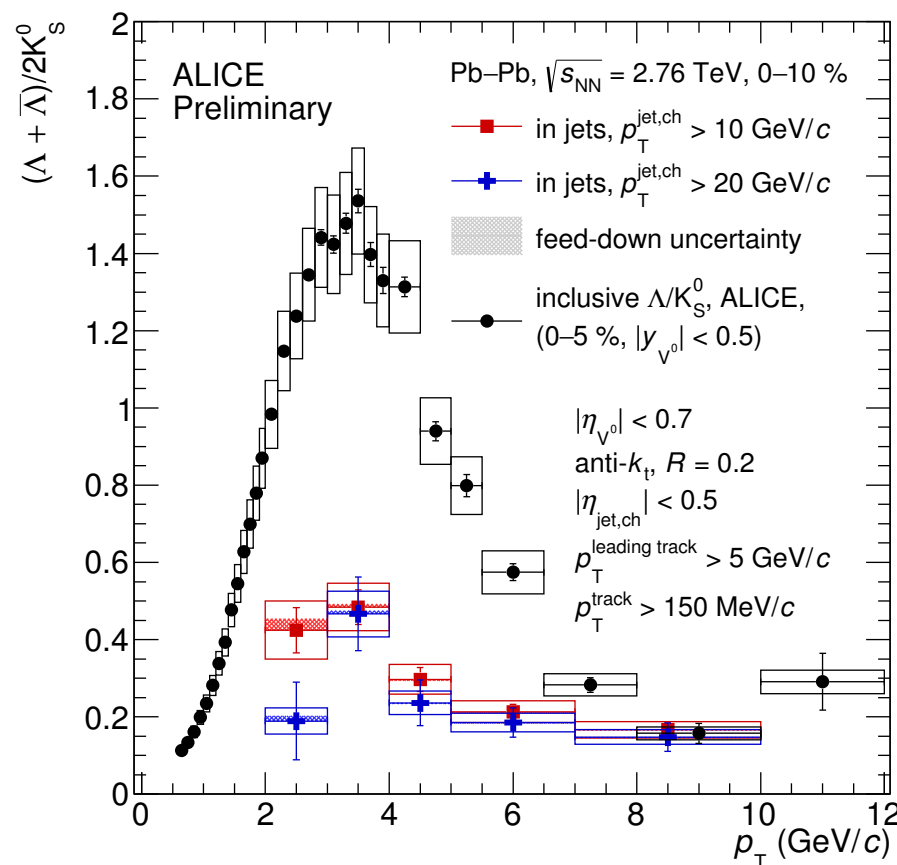 (Λ + Λ̅)/2K⁰_S
2
1.8
1.6
1.4
1.2
1
0.8
0.6
0.4
0.2
0
0 2 4 6 8 10 12
p_T (GeV/c)
ALICE
Preliminary
Pb–Pb, √s_NN = 2.76 TeV, 0–10 %
in jets, p_T^jet,ch > 10 GeV/c
in jets, p_T^jet,ch > 20 GeV/c
feed-down uncertainty
inclusive Λ/K⁰_S, ALICE,
(0–5 %, |y_V⁰| < 0.5)
|η_V⁰| < 0.7
anti-k_t, R = 0.2
|η_jet,ch| < 0.5
p_T^leading track > 5 GeV/c
p_T^track > 150 MeV/c